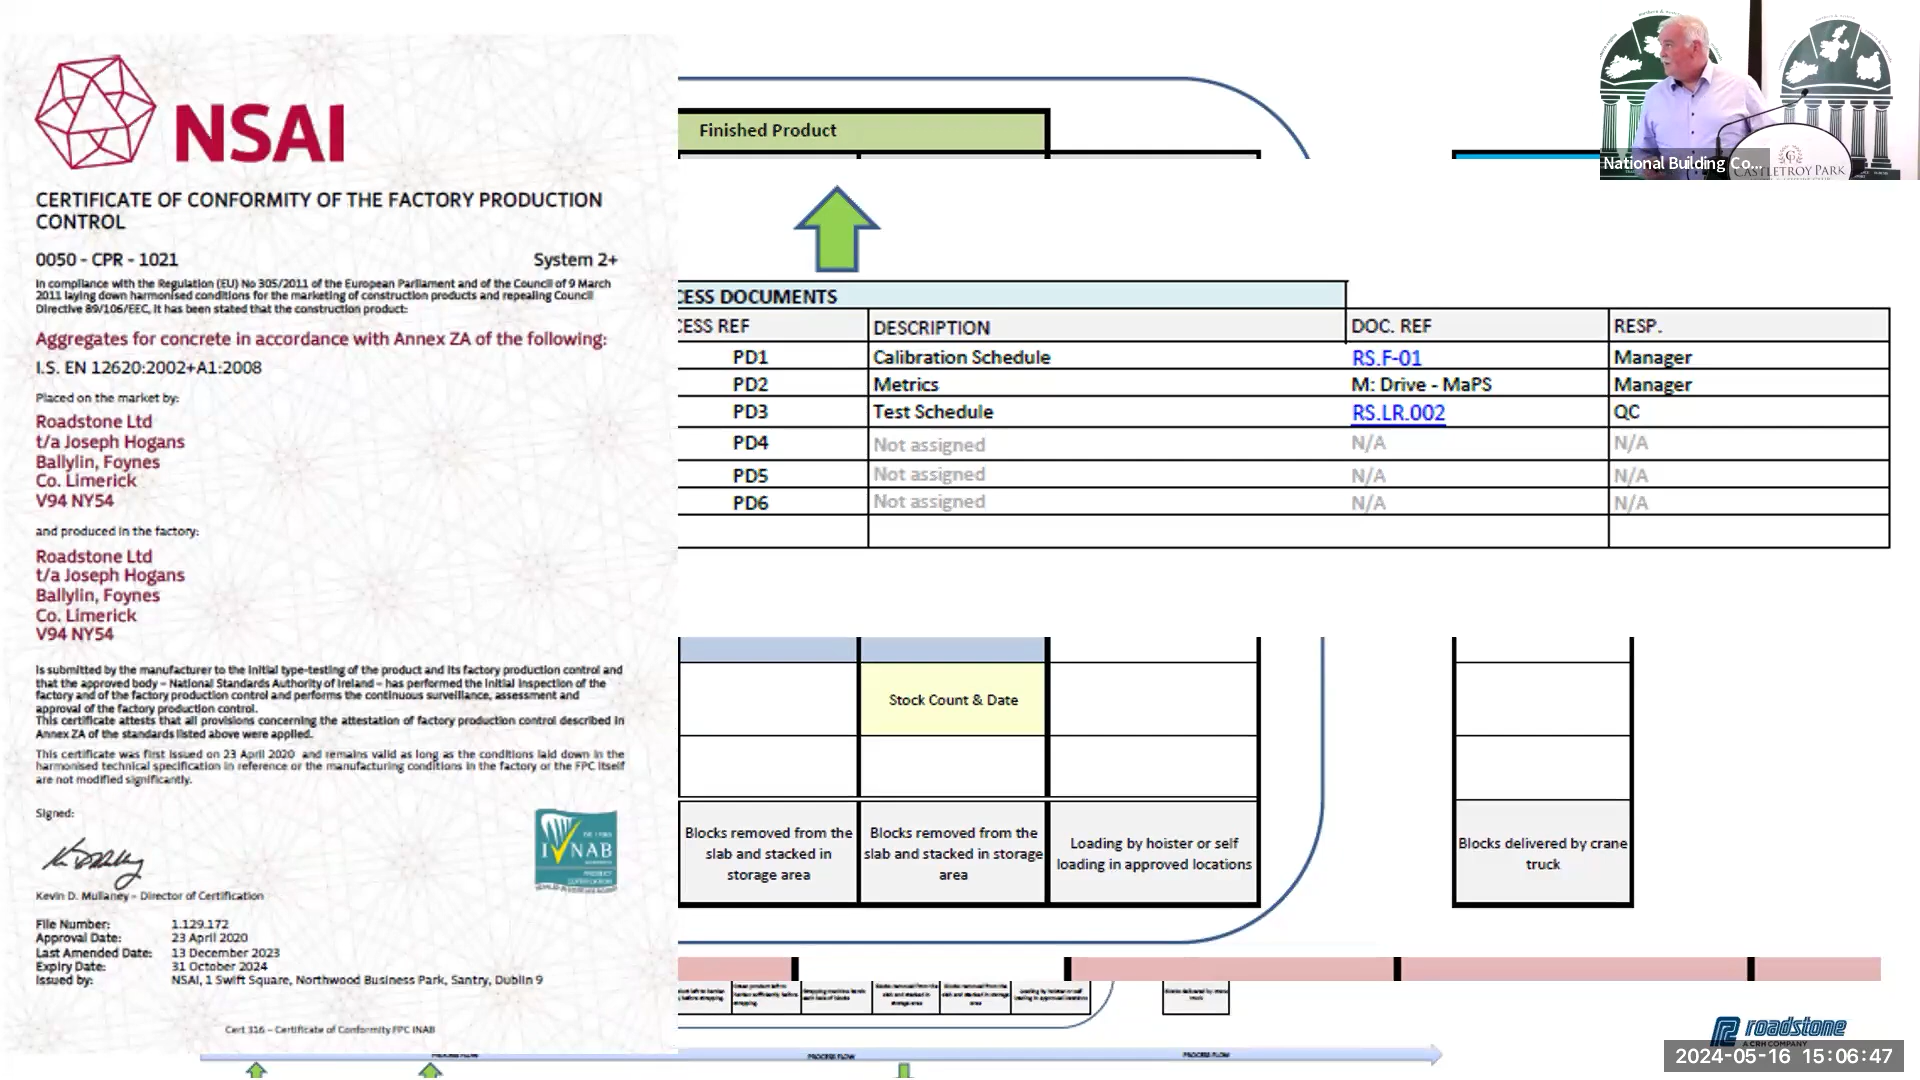 NSAI
CERTIFICATE OF CONFORMITY OF THE FACTORY PRODUCTION
CONTROL
0050 - CPR - 1021 System 2+
In compliance with the Regulation (EU) No 305/2011 of the European Parliament and of the Council of 9 March
2011 laying down harmonised conditions for the marketing of construction products and repealing Council
Directive 89/106/EEC, it has been stated that the construction product:
Aggregates for concrete in accordance with Annex ZA of the following:
I.S. EN 12620:2002+A1:2008
Placed on the market by:
Roadstone Ltd
t/a Joseph Hogans
Ballylin, Foynes
Co. Limerick
V94 NY54
and produced in the factory:
Roadstone Ltd
t/a Joseph Hogans
Ballylin, Foynes
Co. Limerick
V94 NY54
is submitted by the manufacturer to the initial type-testing of the product and its factory production control and
that the approved body – National Standards Authority of Ireland – has performed the initial inspection of the
factory and of the factory production control and performs the continuous surveillance, assessment and
approval of the factory production control.
This certificate attests that all provisions concerning the attestation of factory production control described in
Annex ZA of the standards listed above were applied.
This certificate was first issued on 23 April 2020 and remains valid as long as the conditions laid down in the
harmonised technical specification in reference or the manufacturing conditions in the factory or the FPC itself
are not modified significantly.
Signed:
INAB
Kevin D. Mullaney – Director of Certification
File Number: 1.129.172
Approval Date: 23 April 2020
Last Amended Date: 13 December 2023
Expiry Date: 31 October 2024
Issued by: NSAI, 1 Swift Square, Northwood Business Park, Santry, Dublin 9
Cert 316 – Certificate of Conformity FPC INAB
Finished Product
CESS DOCUMENTS
CESS REF DESCRIPTION DOC. REF RESP.
PD1 Calibration Schedule RS.F-01 Manager
PD2 Metrics M: Drive - MaPS Manager
PD3 Test Schedule RS.LR.002 QC
PD4 Not assigned N/A N/A
PD5 Not assigned N/A N/A
PD6 Not assigned N/A N/A
Stock Count & Date
Blocks removed from the
slab and stacked in
storage area
Blocks removed from the
slab and stacked in storage
area
Loading by hoister or self
loading in approved locations
Blocks delivered by crane
truck
PROCESS FLOW
PROCESS FLOW
PROCESS FLOW
National Building Co...
CASTLETROY PARK
roadstone
A CRH COMPANY
2024-05-16 15:06:47